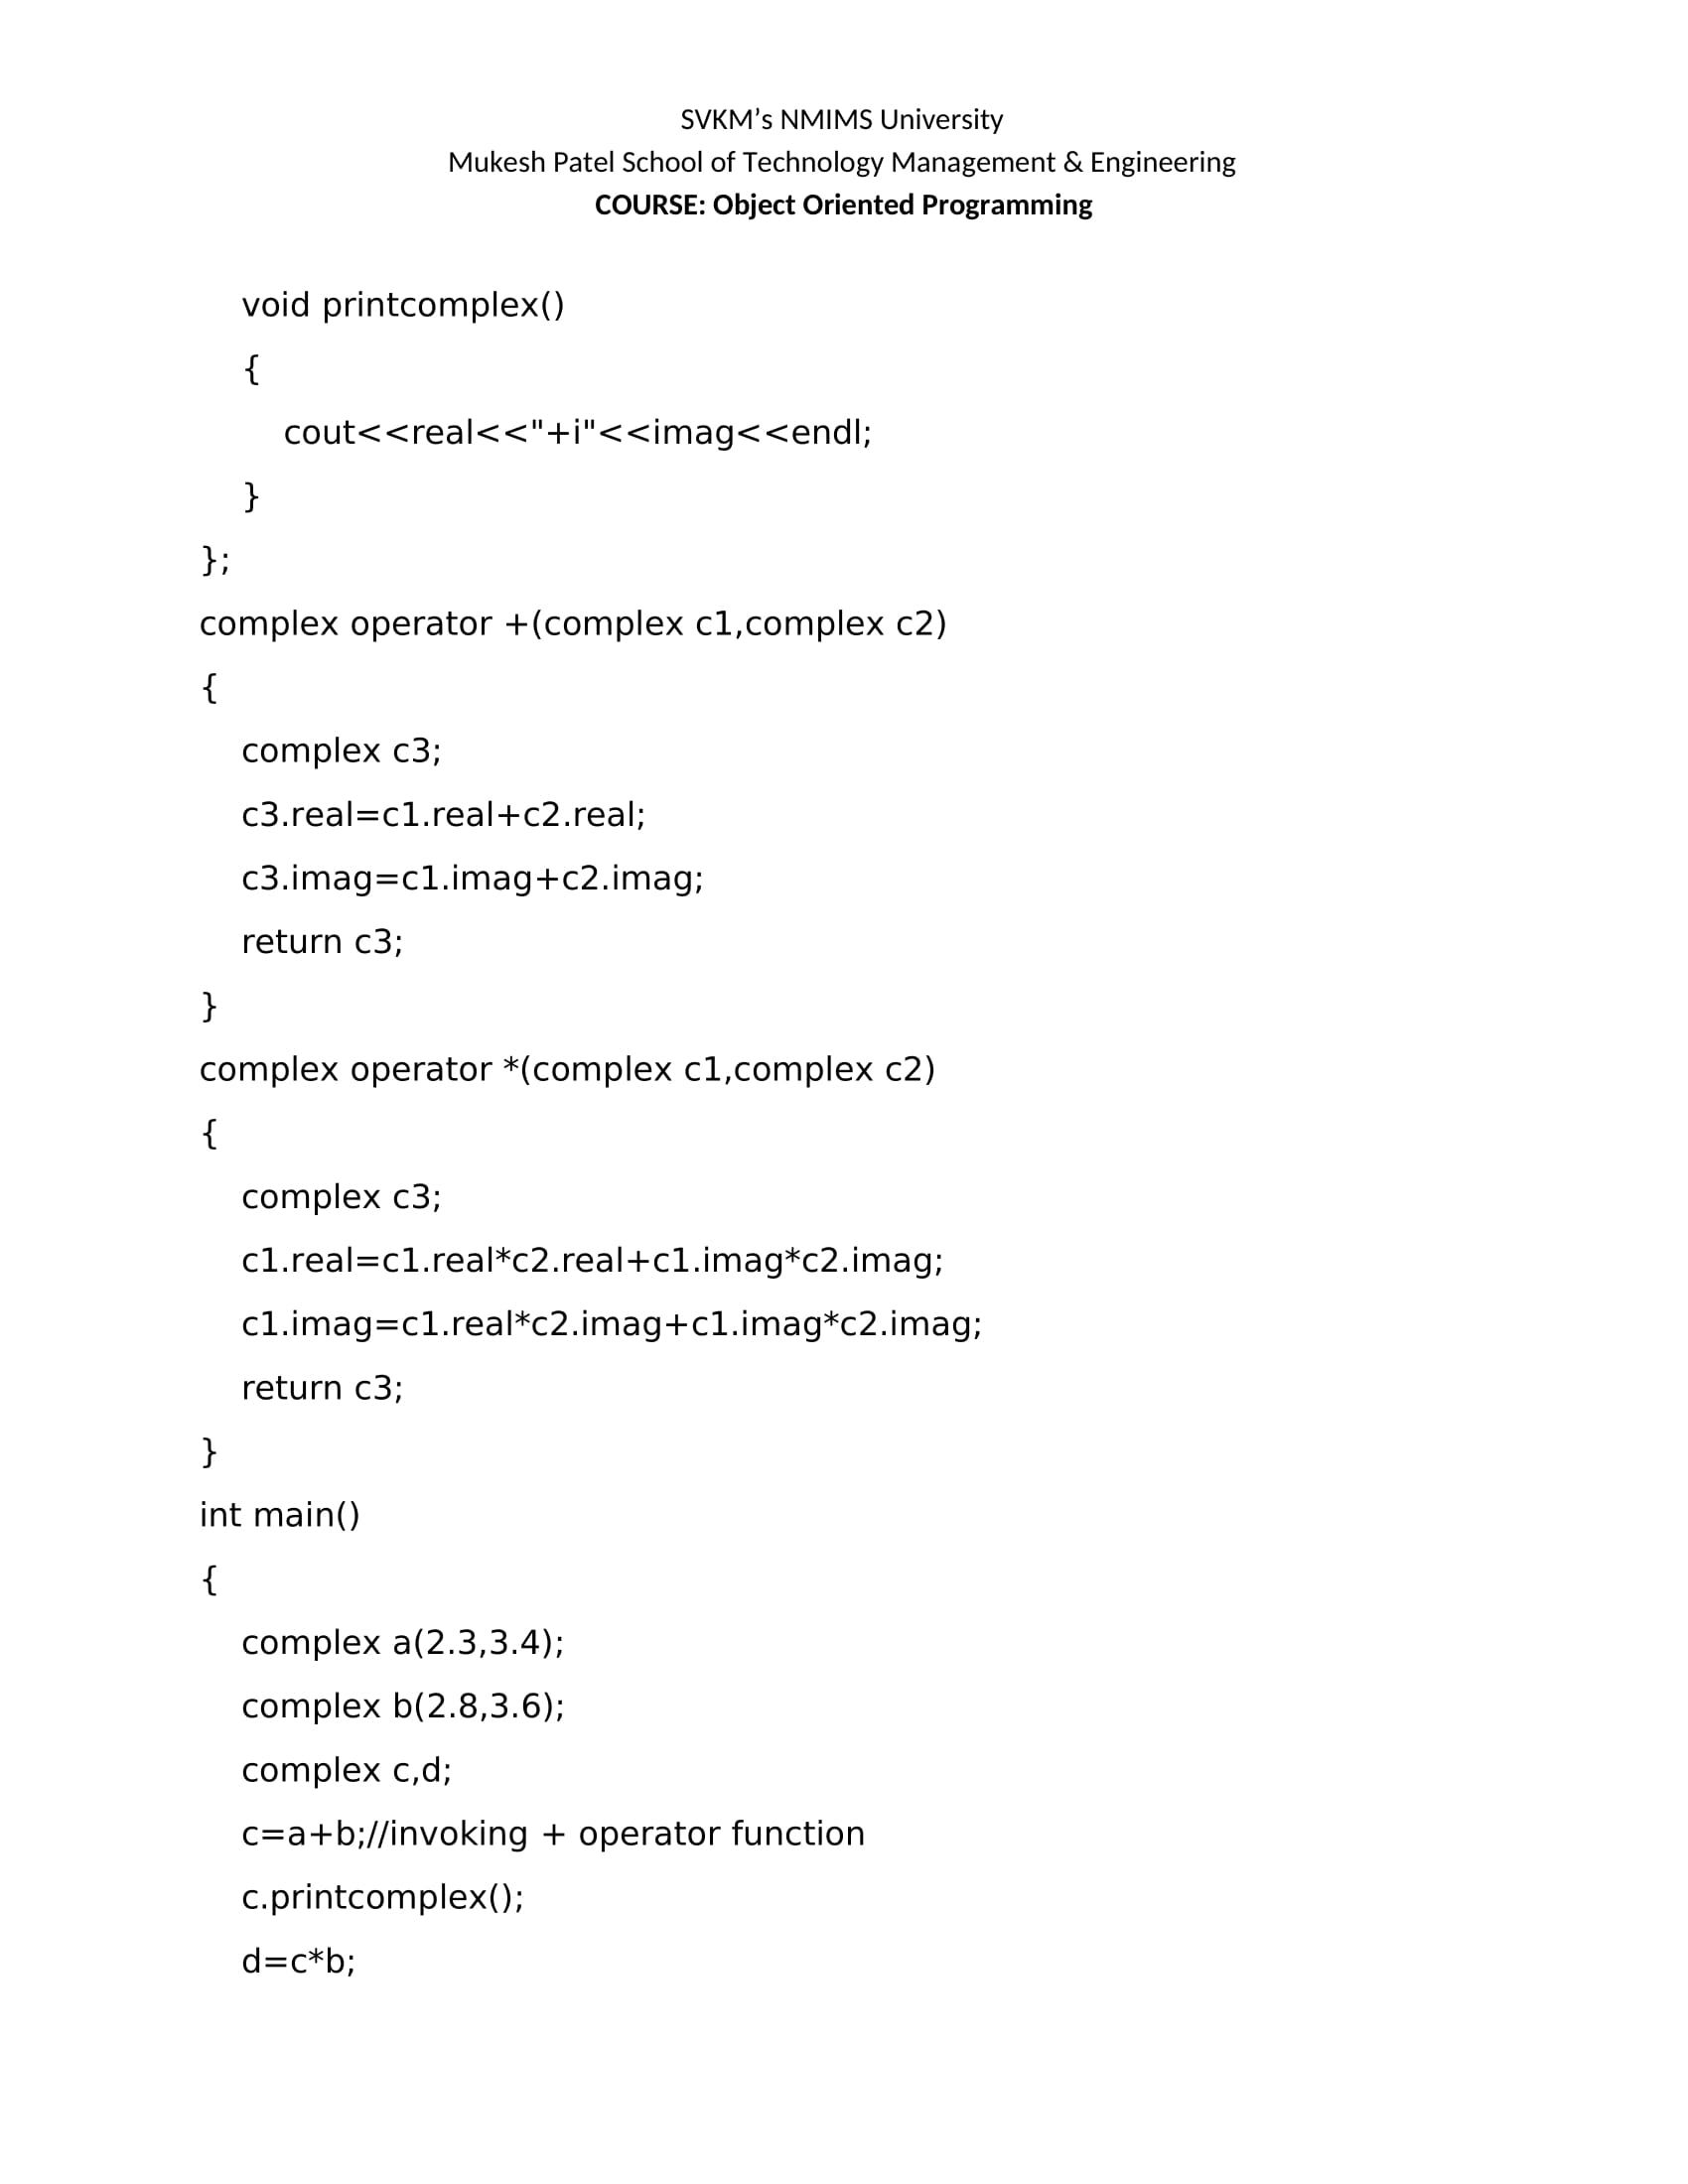 SVKM’s NMIMS University
Mukesh Patel School of Technology Management & Engineering
COURSE: Object Oriented Programming
void printcomplex()
{
cout<<real<<"+i"<<imag<<endl;
}
};
complex operator +(complex c1,complex c2)
{
complex c3;
c3.real=c1.real+c2.real;
c3.imag=c1.imag+c2.imag;
return c3;
}
complex operator *(complex c1,complex c2)
{
complex c3;
c1.real=c1.real*c2.real+c1.imag*c2.imag;
c1.imag=c1.real*c2.imag+c1.imag*c2.imag;
return c3;
}
int main()
{
complex a(2.3,3.4);
complex b(2.8,3.6);
complex c,d;
c=a+b;//invoking + operator function
c.printcomplex();
d=c*b;